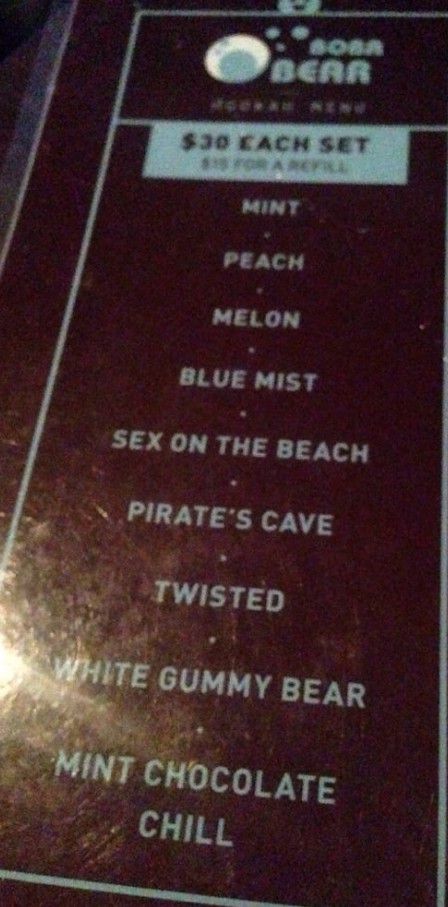 BOBA
BEAR
HOOKAH MENU
$30 EACH SET
$15 FOR A REFILL
MINT
PEACH
MELON
BLUE MIST
SEX ON THE BEACH
PIRATE'S CAVE
TWISTED
WHITE GUMMY BEAR
MINT CHOCOLATE
CHILL